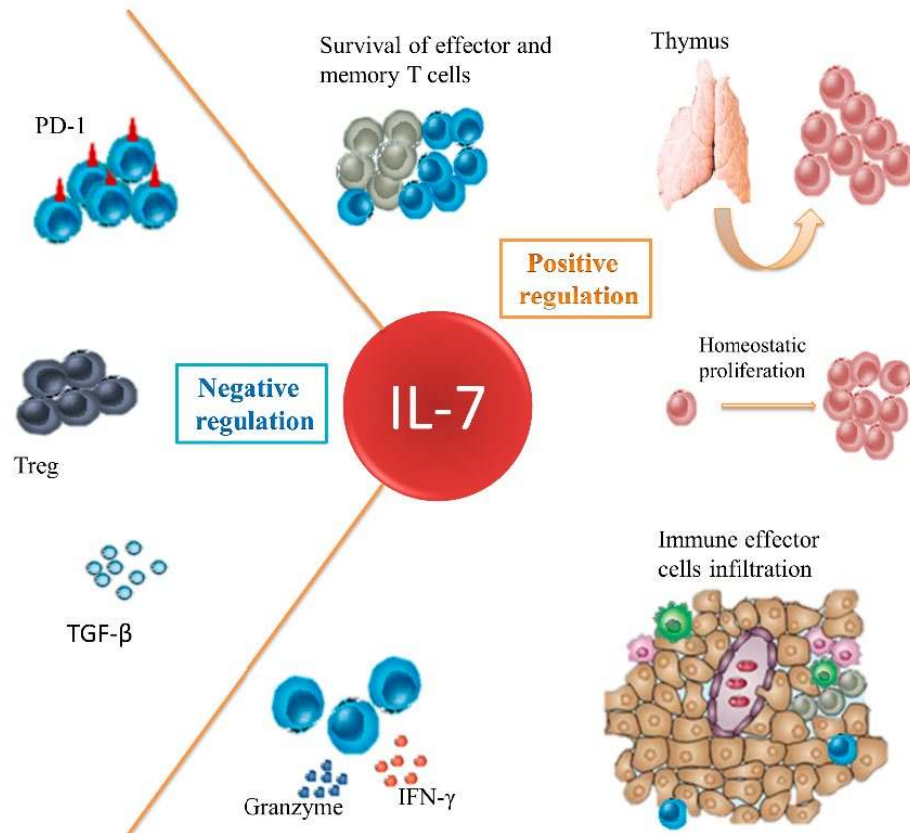 Survival of effector and
memory T cells
Thymus
PD-1
Positive
regulation
Homeostatic
proliferation
Negative
regulation
IL-7
Treg
Immune effector
cells infiltration
TGF-β
Granzyme
IFN-γ